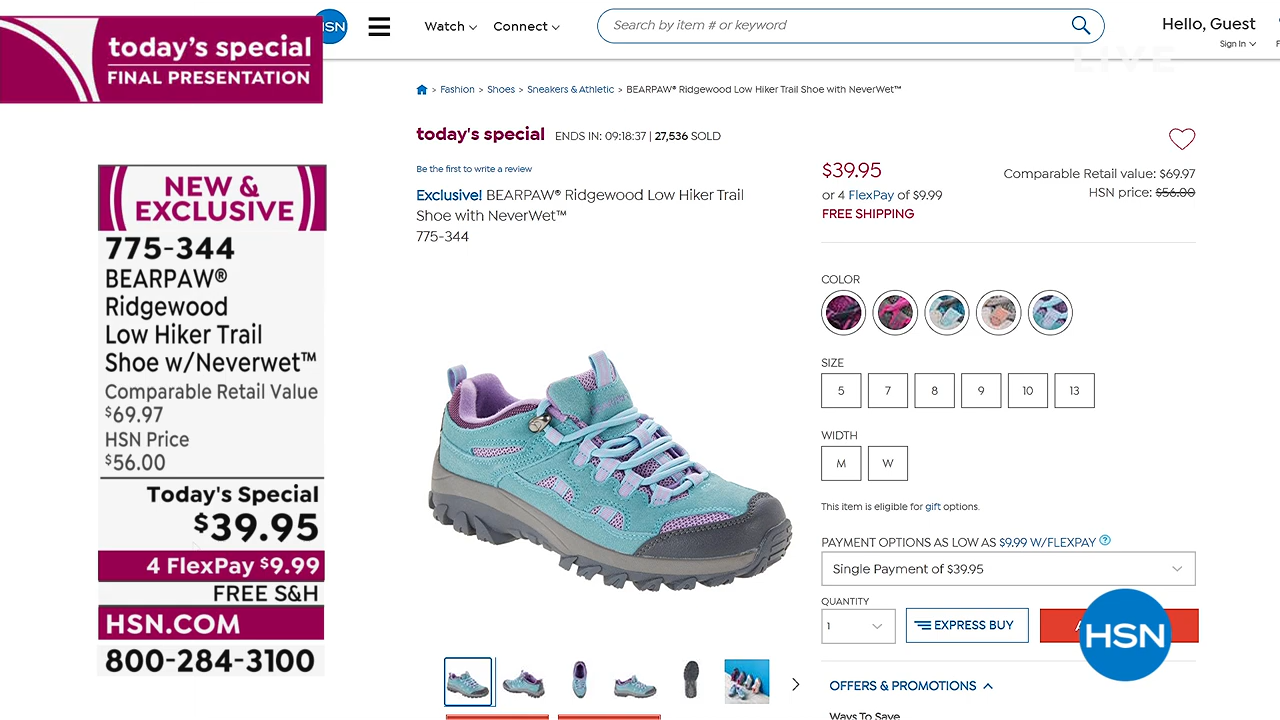 today's special
FINAL PRESENTATION
HSN
Watch
Connect
Search by item # or keyword
Hello, Guest
Sign In
LIVE
Fashion > Shoes > Sneakers & Athletic > BEARPAW® Ridgewood Low Hiker Trail Shoe with NeverWet™
today's special ENDS IN: 09:18:37 | 27,536 SOLD
Be the first to write a review
Exclusive! BEARPAW® Ridgewood Low Hiker Trail
Shoe with NeverWet™
775-344
$39.95
or 4 FlexPay of $9.99
FREE SHIPPING
Comparable Retail value: $69.97
HSN price: $56.00
COLOR
SIZE
5 7 8 9 10 13
WIDTH
M W
This item is eligible for gift options.
PAYMENT OPTIONS AS LOW AS $9.99 W/FLEXPAY ?
Single Payment of $39.95
QUANTITY
1
EXPRESS BUY
HSN
OFFERS & PROMOTIONS
Ways To Save
NEW &
EXCLUSIVE
775-344
BEARPAW®
Ridgewood
Low Hiker Trail
Shoe w/Neverwet™
Comparable Retail Value
$69.97
HSN Price
$56.00
Today's Special
$39.95
4 FlexPay $9.99
FREE S&H
HSN.COM
800-284-3100